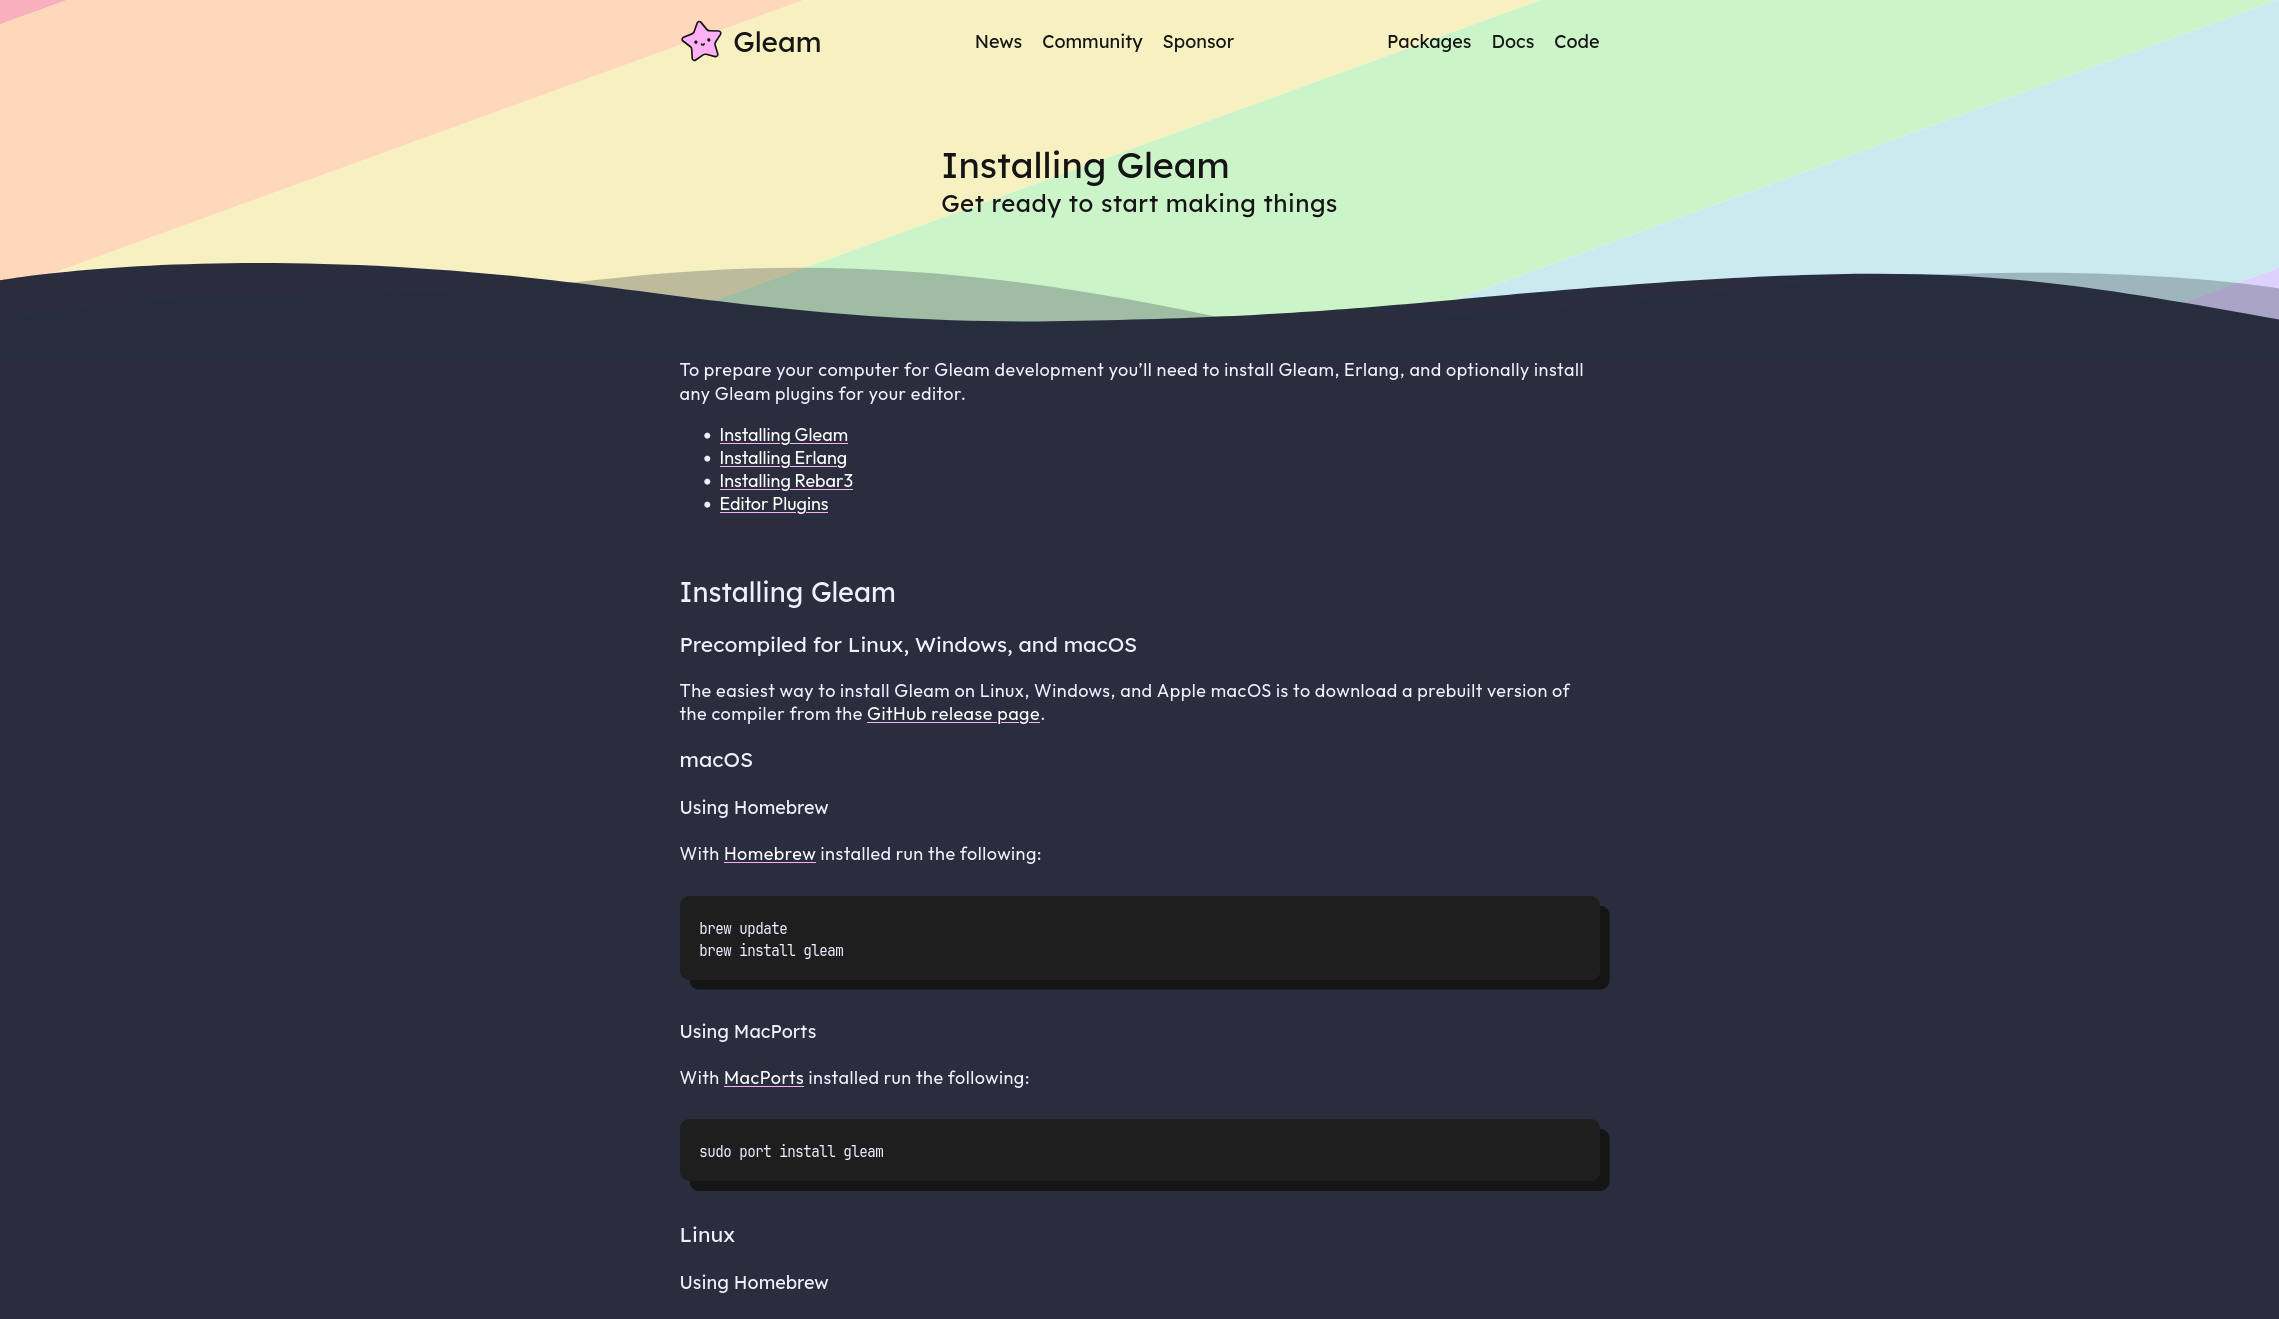 Gleam
News Community Sponsor
Packages Docs Code
Installing Gleam
Get ready to start making things
To prepare your computer for Gleam development you’ll need to install Gleam, Erlang, and optionally install
any Gleam plugins for your editor.
• Installing Gleam
• Installing Erlang
• Installing Rebar3
• Editor Plugins
Installing Gleam
Precompiled for Linux, Windows, and macOS
The easiest way to install Gleam on Linux, Windows, and Apple macOS is to download a prebuilt version of
the compiler from the GitHub release page.
macOS
Using Homebrew
With Homebrew installed run the following:
brew update
brew install gleam
Using MacPorts
With MacPorts installed run the following:
sudo port install gleam
Linux
Using Homebrew